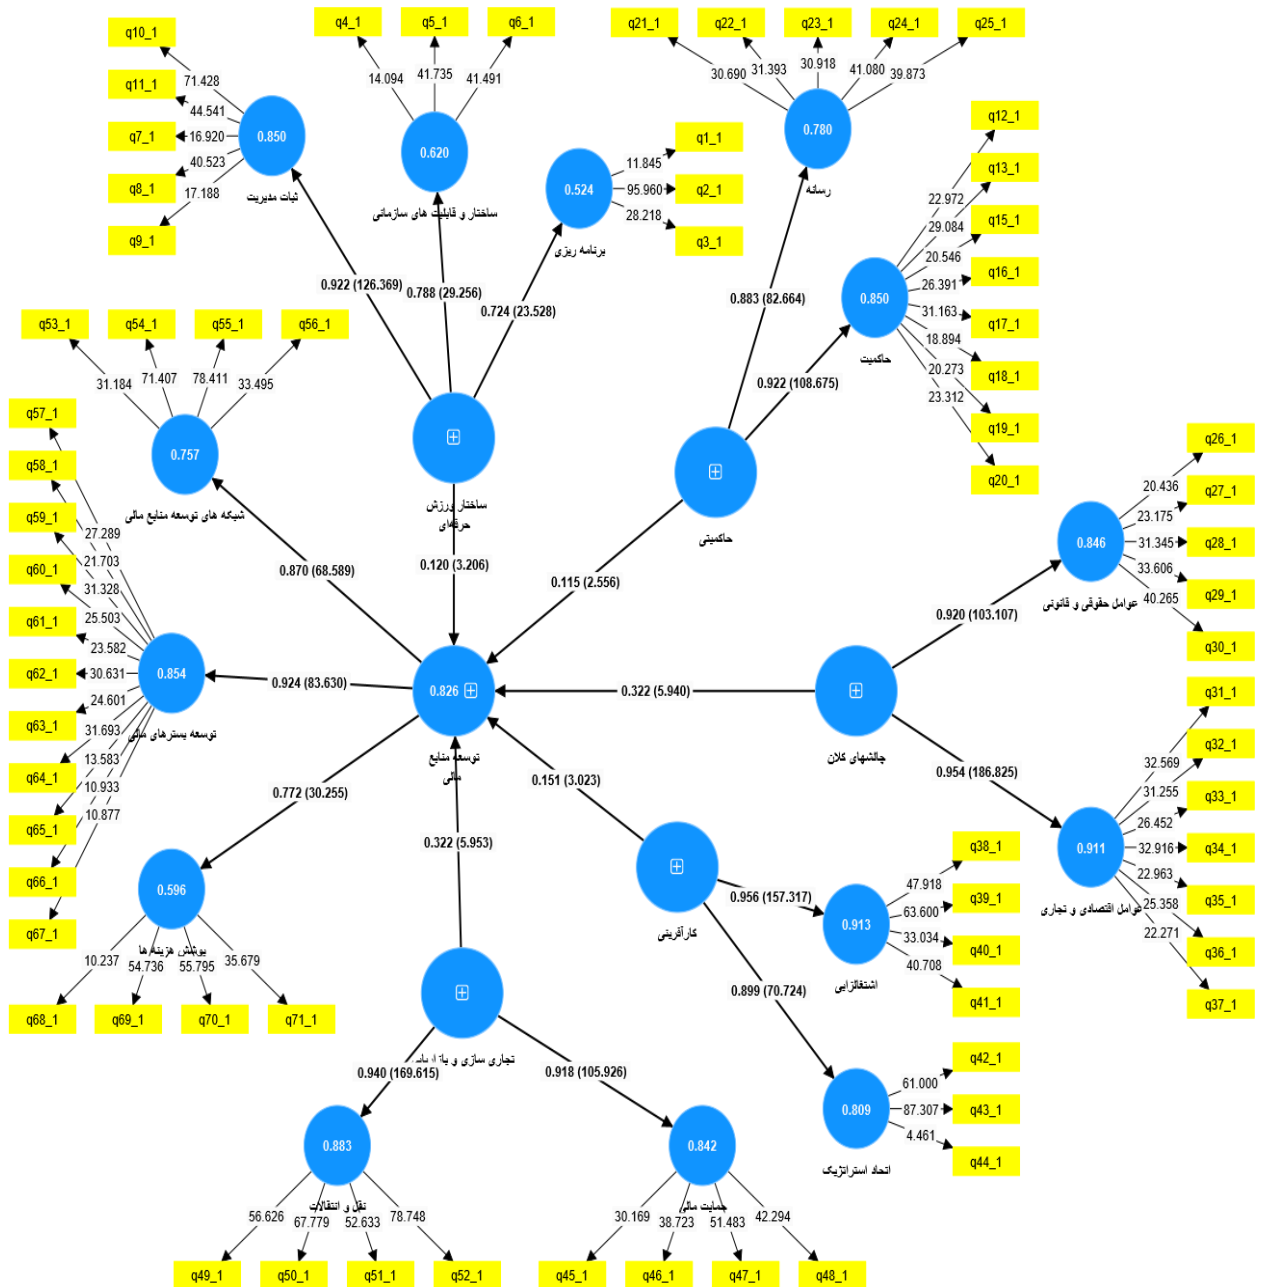 q10_1
q11_1
q7_1
q8_1
q9_1
71.428
44.541
16.920
40.523
17.188
0.850
ثبات مدیریت
q4_1
q5_1
q6_1
14.094
41.735
41.491
0.620
ساختار و قابلیت های سازمانی
q1_1
q2_1
q3_1
11.845
95.960
28.218
0.524
برنامه ریزی
q21_1
q22_1
q23_1
q24_1
q25_1
30.690
31.393
30.918
41.080
39.873
0.780
رسانه
q12_1
q13_1
q15_1
q16_1
q17_1
q18_1
q19_1
q20_1
22.972
29.084
20.546
26.391
31.163
18.894
20.273
23.312
0.850
حاکمیت
0.922 (126.369)
0.788 (29.256)
0.724 (23.528)
0.883 (82.664)
0.922 (108.675)
ساختار ورزش
حرفه‌ای
حاکمیتی
q53_1
q54_1
q55_1
q56_1
31.184
71.407
78.411
33.495
0.757
شبکه های توسعه منابع مالی
q57_1
q58_1
q59_1
q60_1
q61_1
q62_1
q63_1
q64_1
q65_1
q66_1
q67_1
27.289
21.703
31.328
25.503
23.582
30.631
24.601
31.693
13.583
10.933
10.877
0.854
توسعه بسترهای مالی
0.870 (68.589)
0.120 (3.206)
0.115 (2.556)
0.924 (83.630)
0.826
0.322 (5.940)
توسعه منابع
مالی
0.772 (30.255)
0.151 (3.023)
0.322 (5.953)
q26_1
q27_1
q28_1
q29_1
q30_1
20.436
23.175
31.345
33.606
40.265
0.846
عوامل حقوقی و قانونی
0.920 (103.107)
چالشهای کلان
0.954 (186.825)
q31_1
q32_1
q33_1
q34_1
q35_1
q36_1
q37_1
32.569
31.255
26.452
32.916
22.963
25.358
22.271
0.911
عوامل اقتصادی و تجاری
0.596
پوشش هزینه ها
10.237
54.736
55.795
35.679
q68_1
q69_1
q70_1
q71_1
کارآفرینی
0.956 (157.317)
0.899 (70.724)
q38_1
q39_1
q40_1
q41_1
47.918
63.600
33.034
40.708
0.913
اشتغالزایی
q42_1
q43_1
q44_1
61.000
87.307
4.461
0.809
اتحاد استراتژیک
تجاری سازی و بازاریابی
0.940 (169.615)
0.918 (105.926)
0.883
نقل و انتقالات
56.626
67.779
52.633
78.748
q49_1
q50_1
q51_1
q52_1
0.842
حمایت مالی
30.169
38.723
51.483
42.294
q45_1
q46_1
q47_1
q48_1